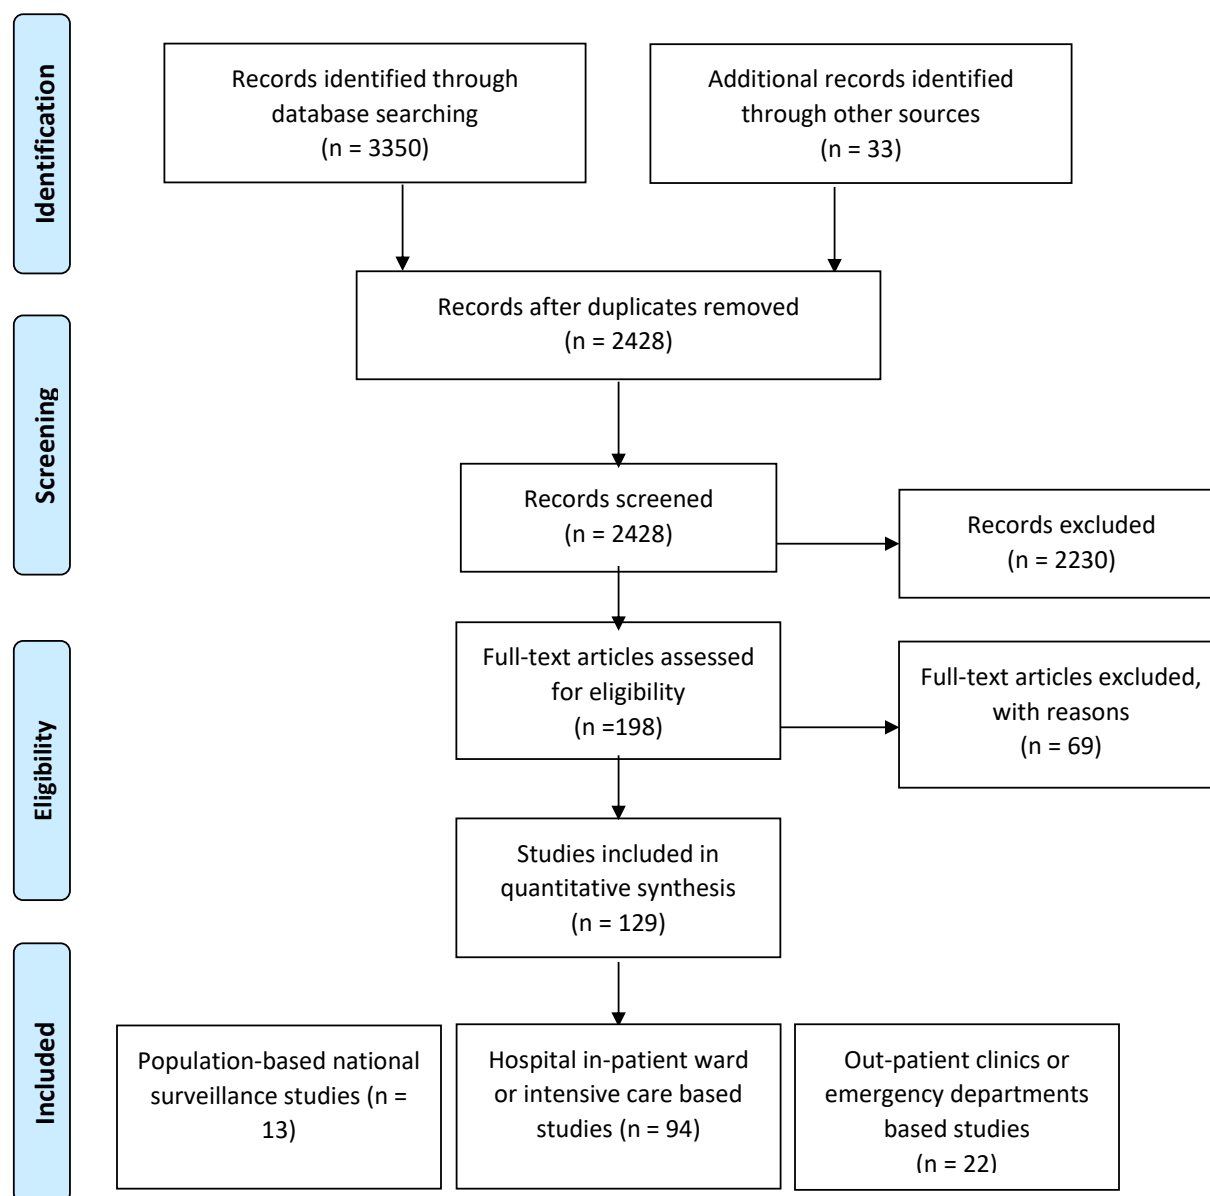 Identification
Records identified through
database searching
(n = 3350)
Additional records identified
through other sources
(n = 33)
Records after duplicates removed
(n = 2428)
Screening
Records screened
(n = 2428)
Records excluded
(n = 2230)
Eligibility
Full-text articles assessed
for eligibility
(n =198)
Full-text articles excluded,
with reasons
(n = 69)
Studies included in
quantitative synthesis
(n = 129)
Included
Population-based national
surveillance studies (n =
13)
Hospital in-patient ward
or intensive care based
studies (n = 94)
Out-patient clinics or
emergency departments
based studies
(n = 22)